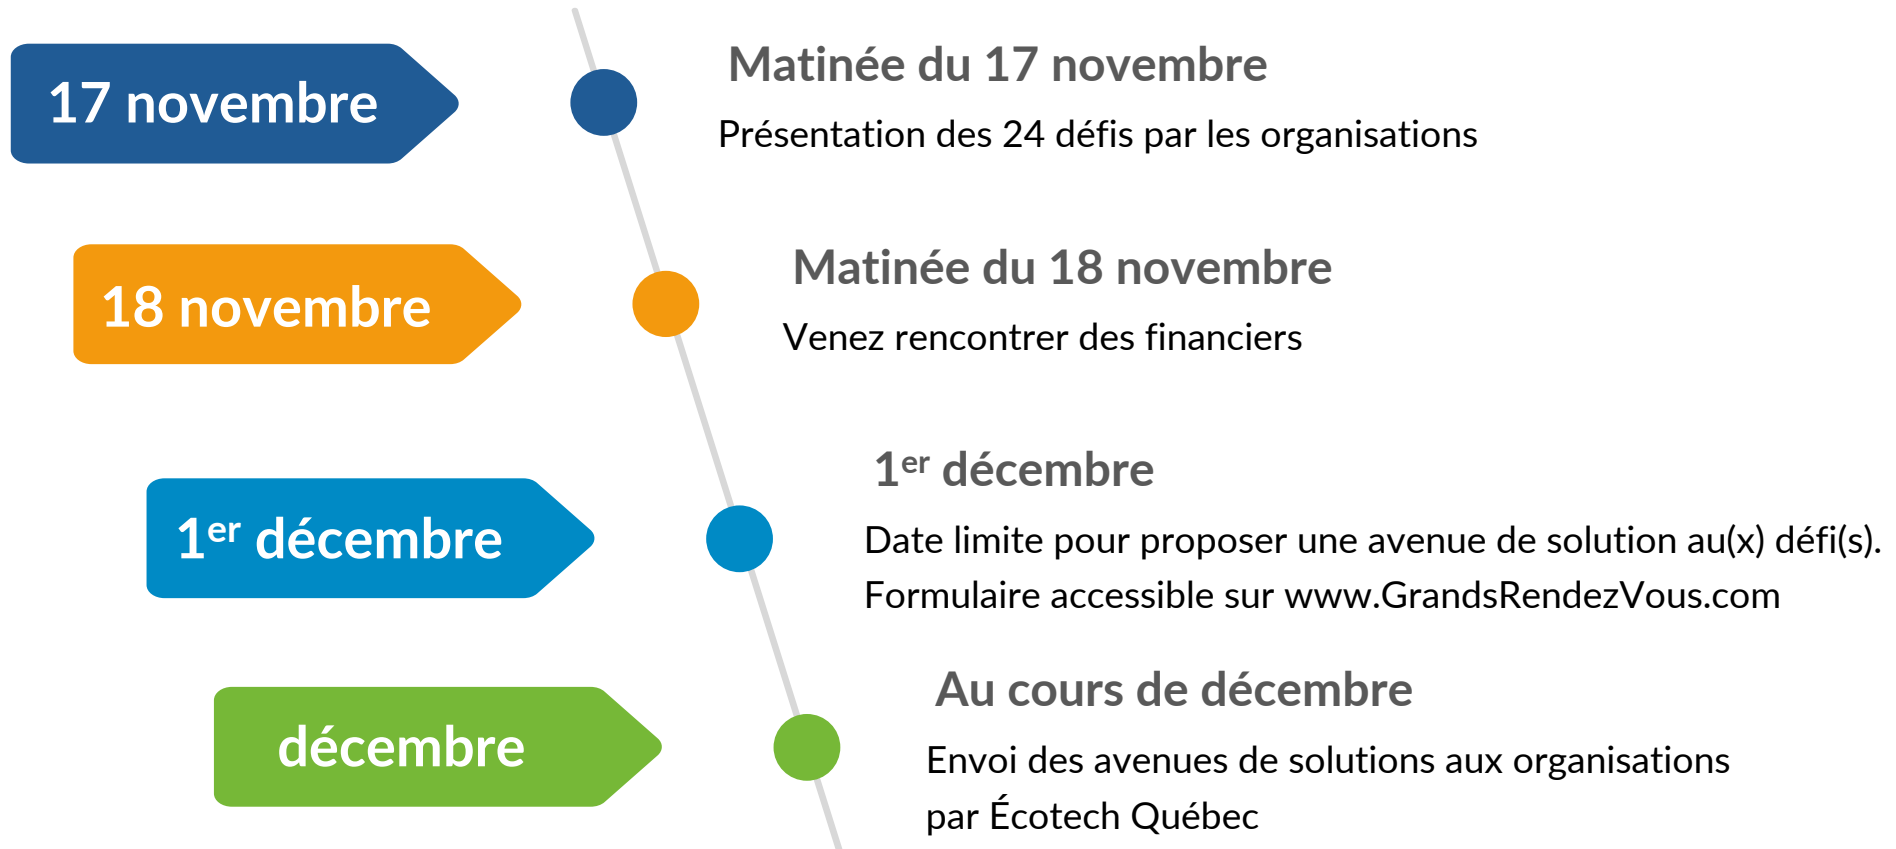 17 novembre
Matinée du 17 novembre
Présentation des 24 défis par les organisations
18 novembre
Matinée du 18 novembre
Venez rencontrer des financiers
1er décembre
1er décembre
Date limite pour proposer une avenue de solution au(x) défi(s).
Formulaire accessible sur www.GrandsRendezVous.com
décembre
Au cours de décembre
Envoi des avenues de solutions aux organisations
par Écotech Québec